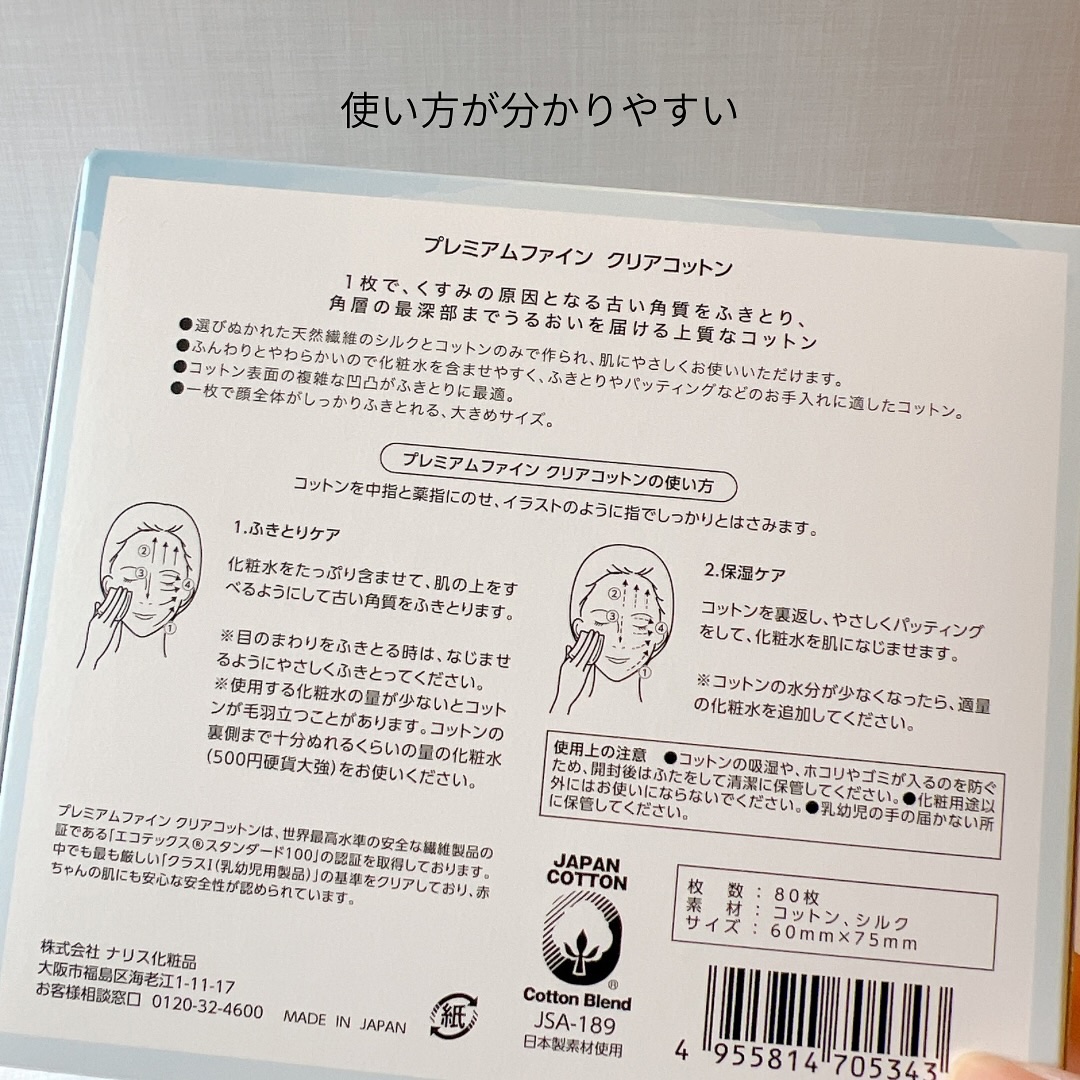 使い方が分かりやすい
プレミアムファイン クリアコットン
1枚で、くすみの原因となる古い角質をふきとり、
角層の最深部までうるおいを届ける上質なコットン
●選びぬかれた天然繊維のシルクとコットンのみで作られ、肌にやさしくお使いいただけます。
●ふんわりとやわらかいので化粧水を含ませやすく、ふきとりやパッティングなどのお手入れに適したコットン。
●コットン表面の複雑な凹凸がふきとりに最適。
●一枚で顔全体がしっかりふきとれる、大きめサイズ。
プレミアムファイン クリアコットンの使い方
コットンを中指と薬指にのせ、イラストのように指でしっかりとはさみます。
1.ふきとりケア
② 
③ ④
①
化粧水をたっぷり含ませて、肌の上をす
べるようにして古い角質をふきとります。
※目のまわりをふきとる時は、なじませ
るようにやさしくふきとってください。
※使用する化粧水の量が少ないとコット
ンが毛羽立つことがあります。コットンの
裏側まで十分ぬれるくらいの量の化粧水
(500円硬貨大強)をお使いください。
2.保湿ケア
②
③ ④
①
コットンを裏返し、やさしくパッティング
をして、化粧水を肌になじませます。
※コットンの水分が少なくなったら、適量
の化粧水を追加してください。
使用上の注意 ●コットンの吸湿や、ホコリやゴミが入るのを防ぐ
ため、開封後はふたをして清潔に保管してください。●化粧用途以
外にはお使いにならないでください。●乳幼児の手の届かない所
に保管してください。
プレミアムファイン クリアコットンは、世界最高水準の安全な繊維製品の
証である「エコテックス®スタンダード100」の認証を取得しております。
中でも最も厳しい「クラスI(乳幼児用製品)」の基準をクリアしており、赤
ちゃんの肌にも安心な安全性が認められています。
株式会社 ナリス化粧品
大阪市福島区海老江1-11-17
お客様相談窓口 0120-32-4600
MADE IN JAPAN
紙
JAPAN
COTTON
®
Cotton Blend
JSA-189
日本製素材使用
枚 数 : 80枚
素 材 : コットン、シルク
サイズ : 60mm×75mm
4 955814 705343